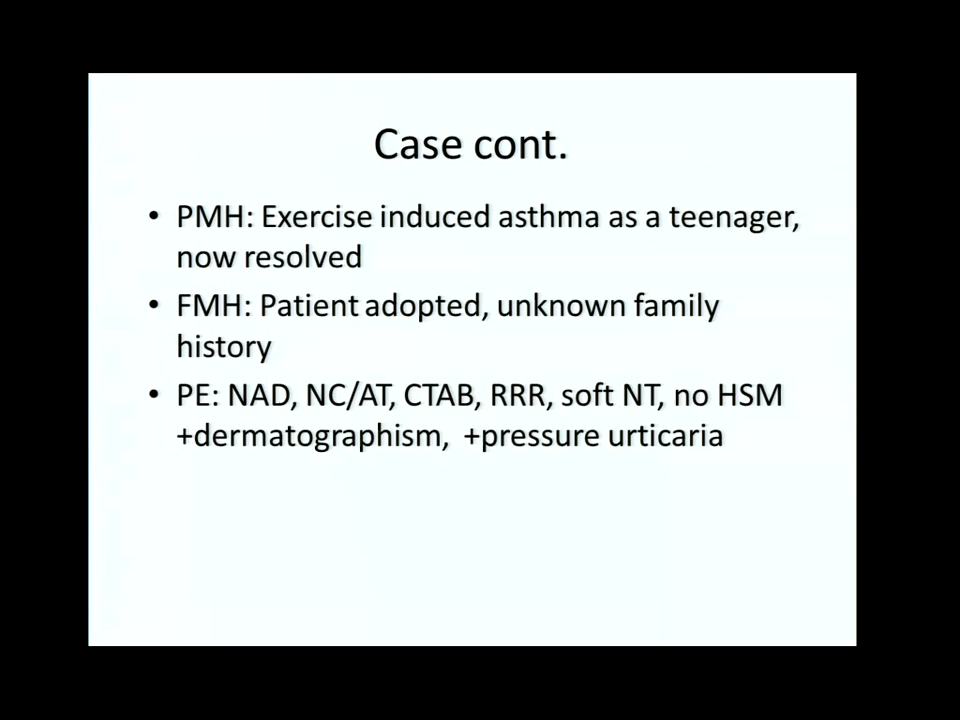 Case cont.
• PMH: Exercise induced asthma as a teenager,
now resolved
• FMH: Patient adopted, unknown family
history
• PE: NAD, NC/AT, CTAB, RRR, soft NT, no HSM
+dermatographism, +pressure urticaria